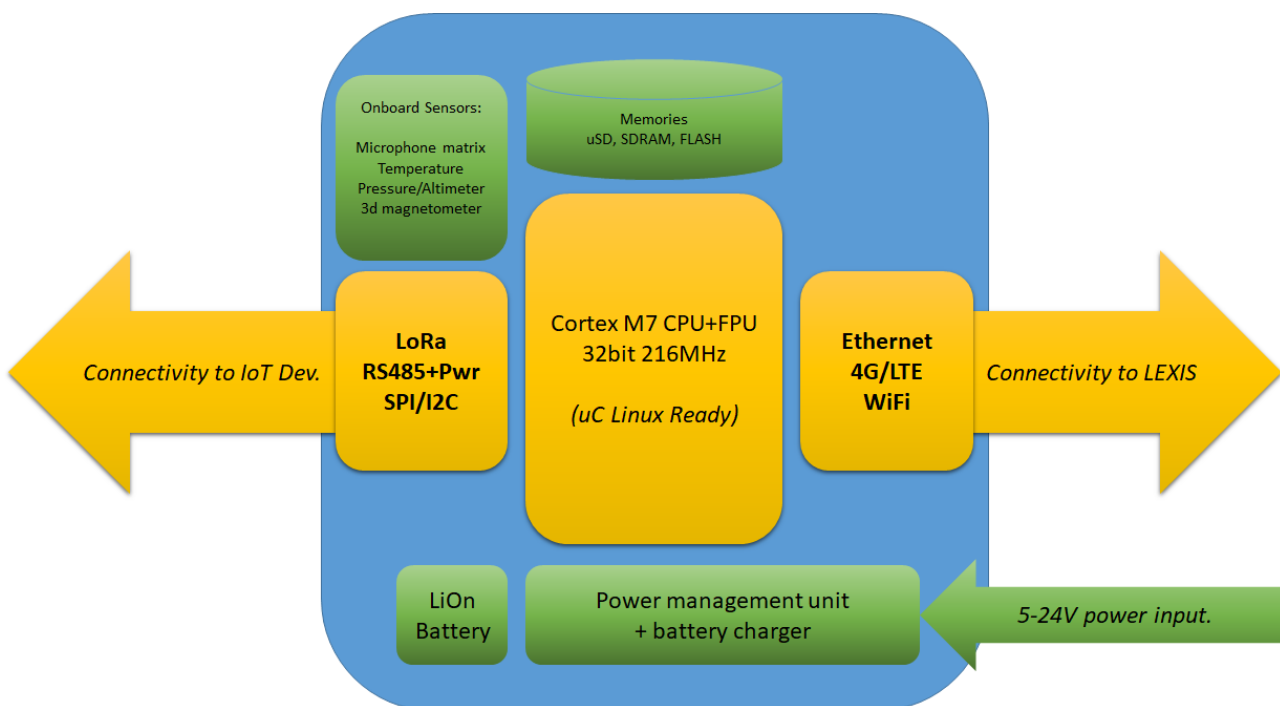 Onboard Sensors:
Microphone matrix
Temperature
Pressure/Altimeter
3d magnetometer
Memories
uSD, SDRAM, FLASH
Connectivity to IoT Dev.
LoRa
RS485+Pwr
SPI/I2C
Cortex M7 CPU+FPU
32bit 216MHz
(uC Linux Ready)
Ethernet
4G/LTE
WiFi
Connectivity to LEXIS
LiOn
Battery
Power management unit
+ battery charger
5-24V power input.